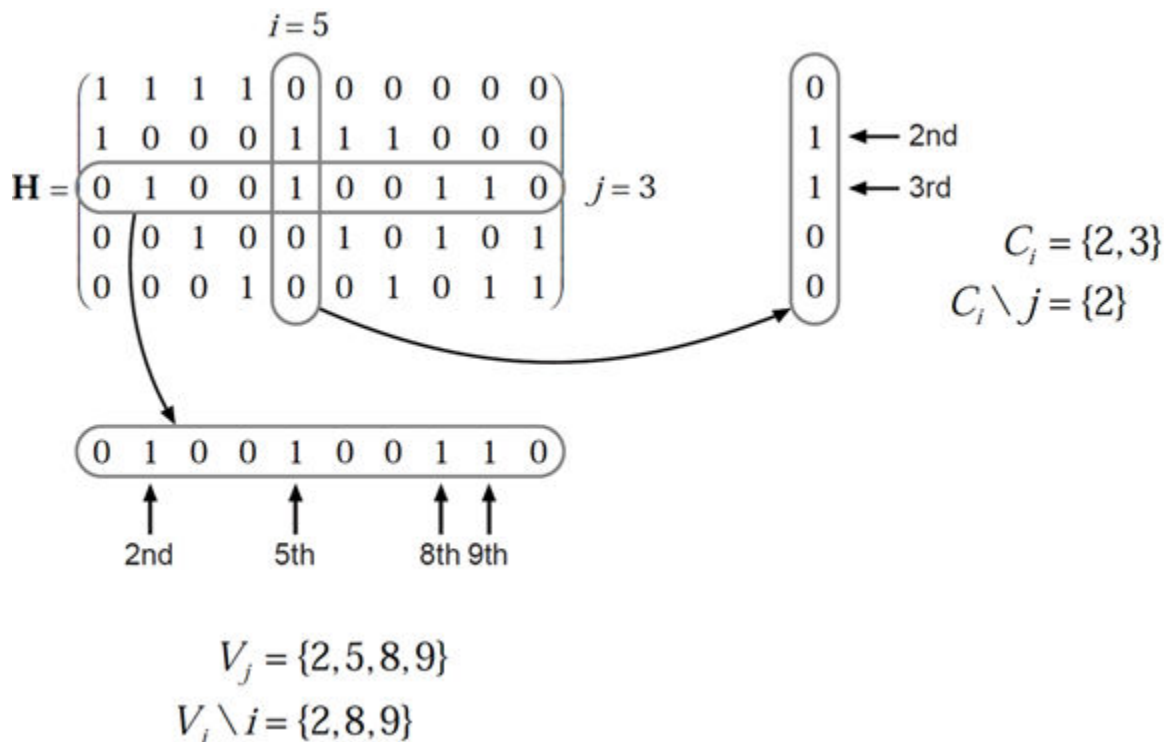 i = 5
1 1 1 1 0 0 0 0 0 0
1 0 0 0 1 1 1 0 0 0
H = 0 1 0 0 1 0 0 1 1 0 j = 3
0 0 1 0 0 1 0 1 0 1
0 0 0 1 0 0 1 0 1 1
0
1 2nd
1 3rd
0
0
C_i = {2,3}
C_i \ j = {2}
0 1 0 0 1 0 0 1 1 0
2nd 5th 8th 9th
V_j = {2,5,8,9}
V_j \ i = {2,8,9}